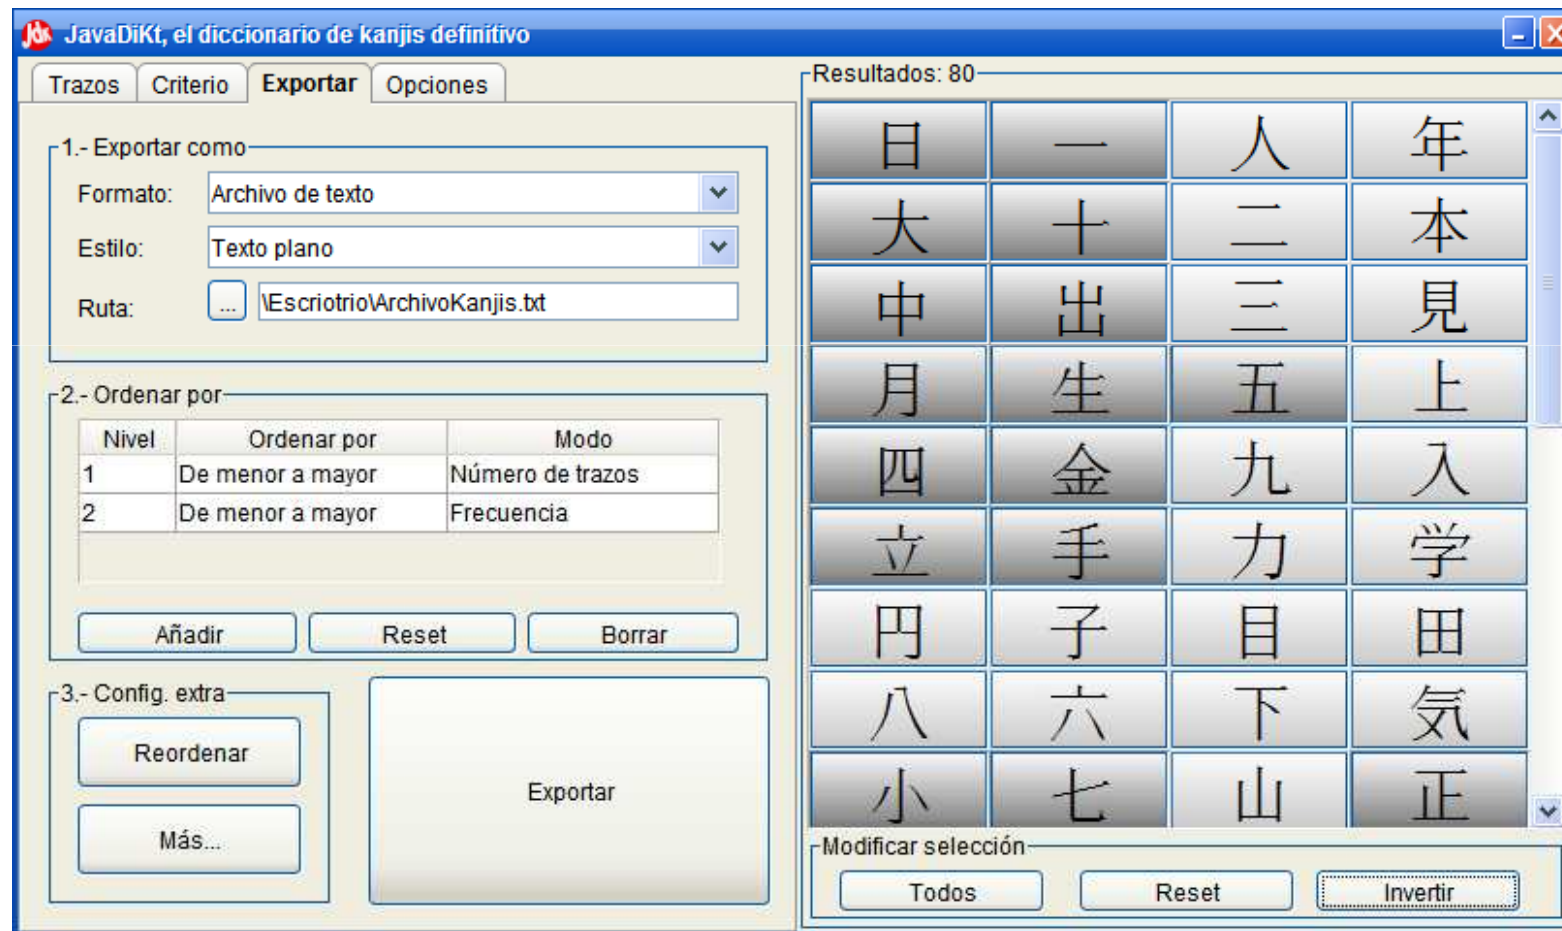 Jdk JavaDiKt, el diccionario de kanjis definitivo
Trazos Criterio Exportar Opciones
1.- Exportar como
Formato: Archivo de texto
Estilo: Texto plano
Ruta: ... \Escriotrio\ArchivoKanjis.txt
2.- Ordenar por
Nivel Ordenar por Modo
1 De menor a mayor Número de trazos
2 De menor a mayor Frecuencia
Añadir Reset Borrar
3.- Config. extra
Reordenar
Más...
Exportar
Resultados: 80
日 一 人 年
大 十 二 本
中 出 三 見
月 生 五 上
四 金 九 入
立 手 力 学
円 子 目 田
八 六 下 気
小 七 山 正
Modificar selección
Todos Reset Invertir